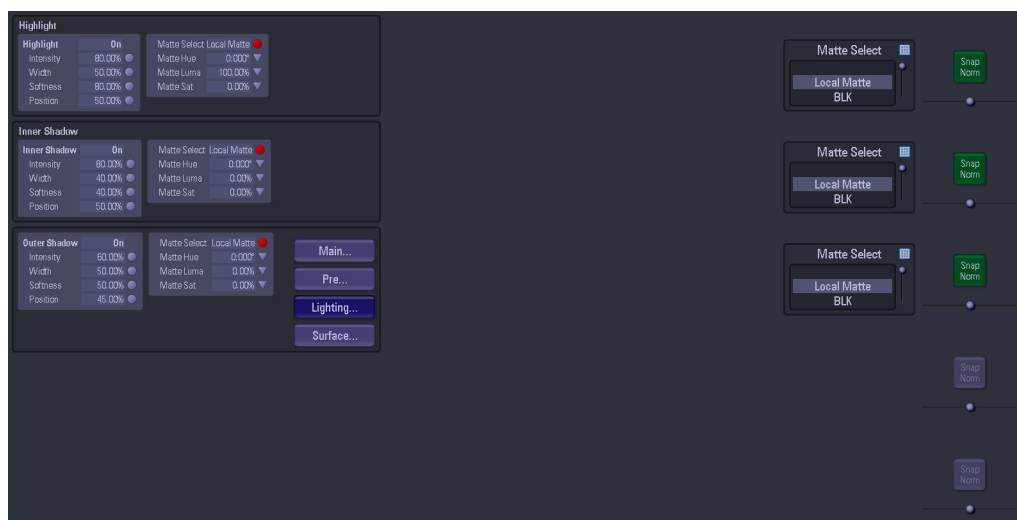 Highlight
Highlight On Matte Select Local Matte
Intensity 80.00% Matte Hue 0:000°
Width 50.00% Matte Luma 100.00%
Softness 80.00% Matte Sat 0.00%
Position 50.00%
Matte Select
Local Matte
BLK
Snap
Norm
Inner Shadow
Inner Shadow On Matte Select Local Matte
Intensity 80.00% Matte Hue 0:000°
Width 40.00% Matte Luma 0.00%
Softness 40.00% Matte Sat 0.00%
Position 50.00%
Matte Select
Local Matte
BLK
Snap
Norm
Outer Shadow On Matte Select Local Matte
Intensity 60.00% Matte Hue 0:000°
Width 50.00% Matte Luma 0.00%
Softness 50.00% Matte Sat 0.00%
Position 45.00%
Main...
Pre...
Lighting...
Surface...
Matte Select
Local Matte
BLK
Snap
Norm
Snap
Norm
Snap
Norm